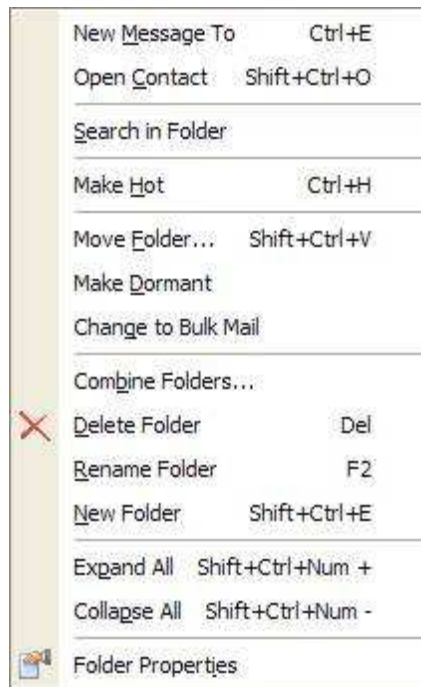 New Message To Ctrl+E
Open Contact Shift+Ctrl+O
Search in Folder
Make Hot Ctrl+H
Move Folder... Shift+Ctrl+V
Make Dormant
Change to Bulk Mail
Combine Folders...
Delete Folder Del
Rename Folder F2
New Folder Shift+Ctrl+E
Expand All Shift+Ctrl+Num +
Collapse All Shift+Ctrl+Num -
Folder Properties